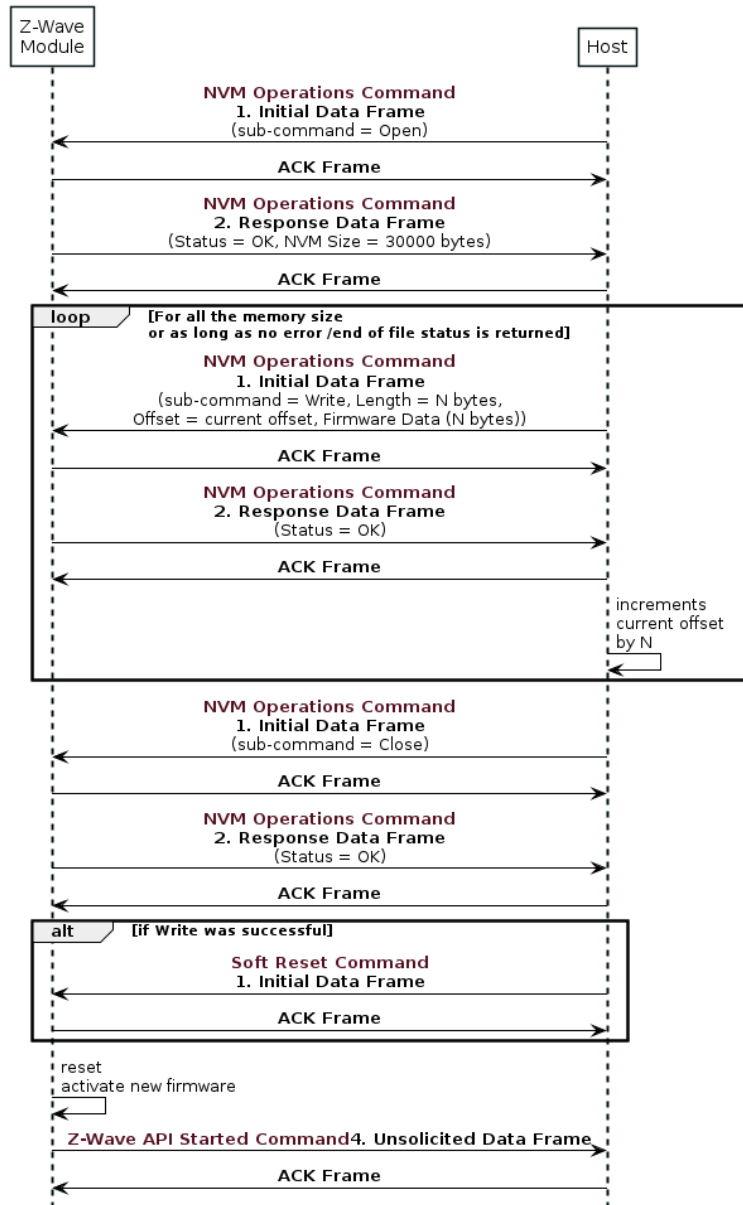 Z-Wave
Module
Host
NVM Operations Command
1. Initial Data Frame
(sub-command = Open)
ACK Frame
NVM Operations Command
2. Response Data Frame
(Status = OK, NVM Size = 30000 bytes)
ACK Frame
loop
[For all the memory size
or as long as no error /end of file status is returned]
NVM Operations Command
1. Initial Data Frame
(sub-command = Write, Length = N bytes,
Offset = current offset, Firmware Data (N bytes))
ACK Frame
NVM Operations Command
2. Response Data Frame
(Status = OK)
ACK Frame
increments
current offset
by N
NVM Operations Command
1. Initial Data Frame
(sub-command = Close)
ACK Frame
NVM Operations Command
2. Response Data Frame
(Status = OK)
ACK Frame
alt
[if Write was successful]
Soft Reset Command
1. Initial Data Frame
ACK Frame
reset
activate new firmware
Z-Wave API Started Command4. Unsolicited Data Frame
ACK Frame